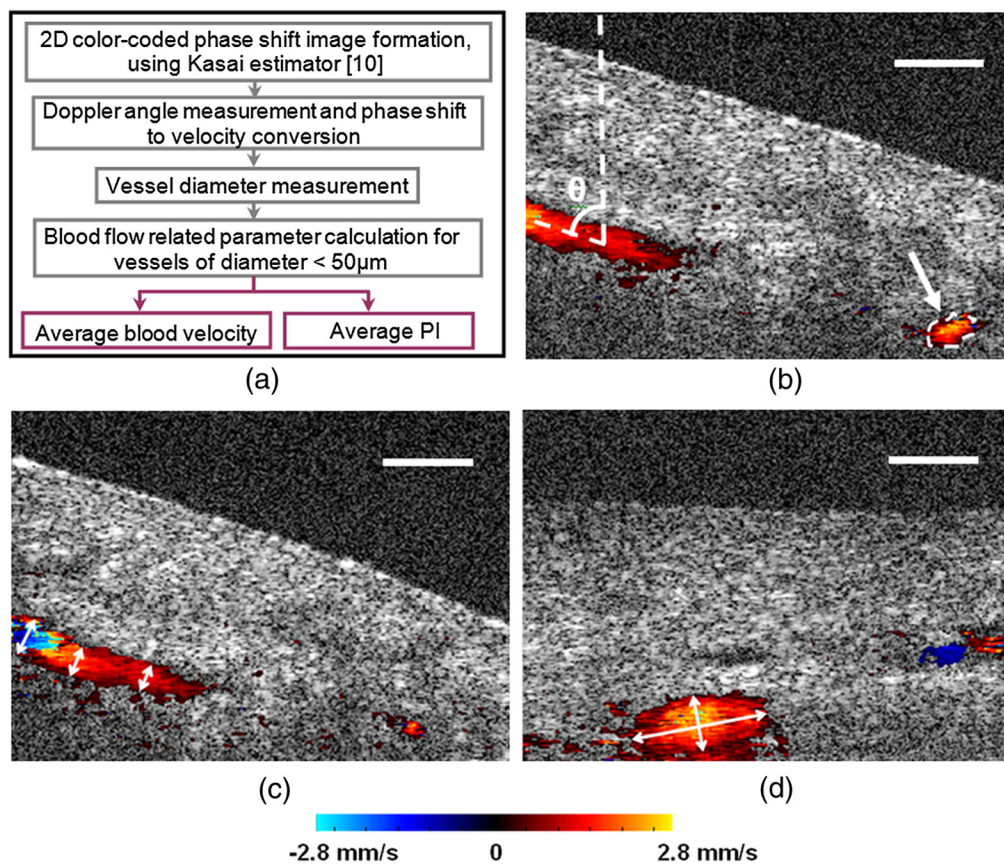 2D color-coded phase shift image formation,
using Kasai estimator [10]
Doppler angle measurement and phase shift
to velocity conversion
Vessel diameter measurement
Blood flow related parameter calculation for
vessels of diameter < 50µm
Average blood velocity
Average PI
(a)
θ
(b)
(c)
(d)
-2.8 mm/s
0
2.8 mm/s